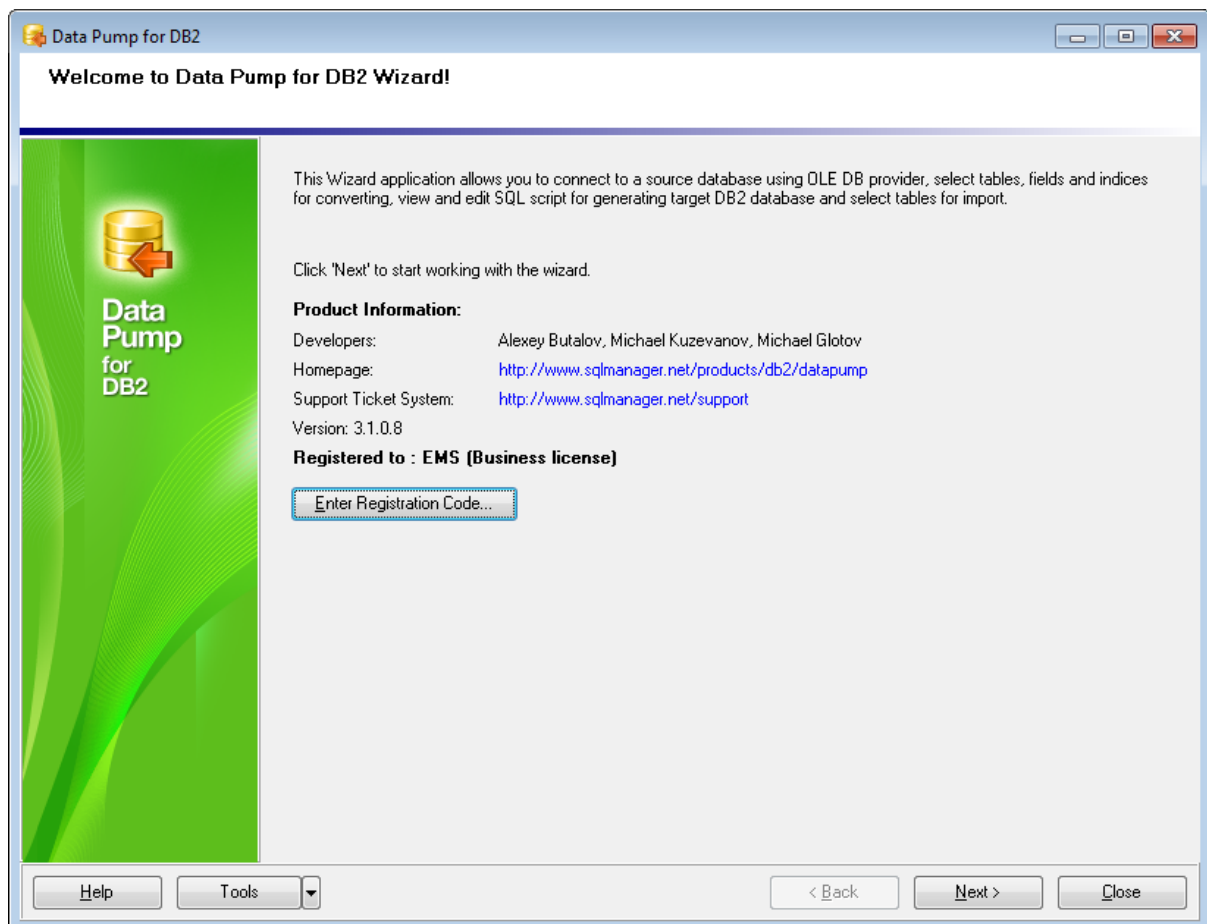 Data Pump for DB2
Welcome to Data Pump for DB2 Wizard!
Data
Pump
for
DB2
This Wizard application allows you to connect to a source database using OLE DB provider, select tables, fields and indices
for converting, view and edit SQL script for generating target DB2 database and select tables for import.
Click 'Next' to start working with the wizard.
Product Information:
Developers: Alexey Butalov, Michael Kuzevanov, Michael Glotov
Homepage: http://www.sqlmanager.net/products/db2/datapump
Support Ticket System: http://www.sqlmanager.net/support
Version: 3.1.0.8
Registered to : EMS (Business license)
Enter Registration Code...
Help Tools < Back Next > Close